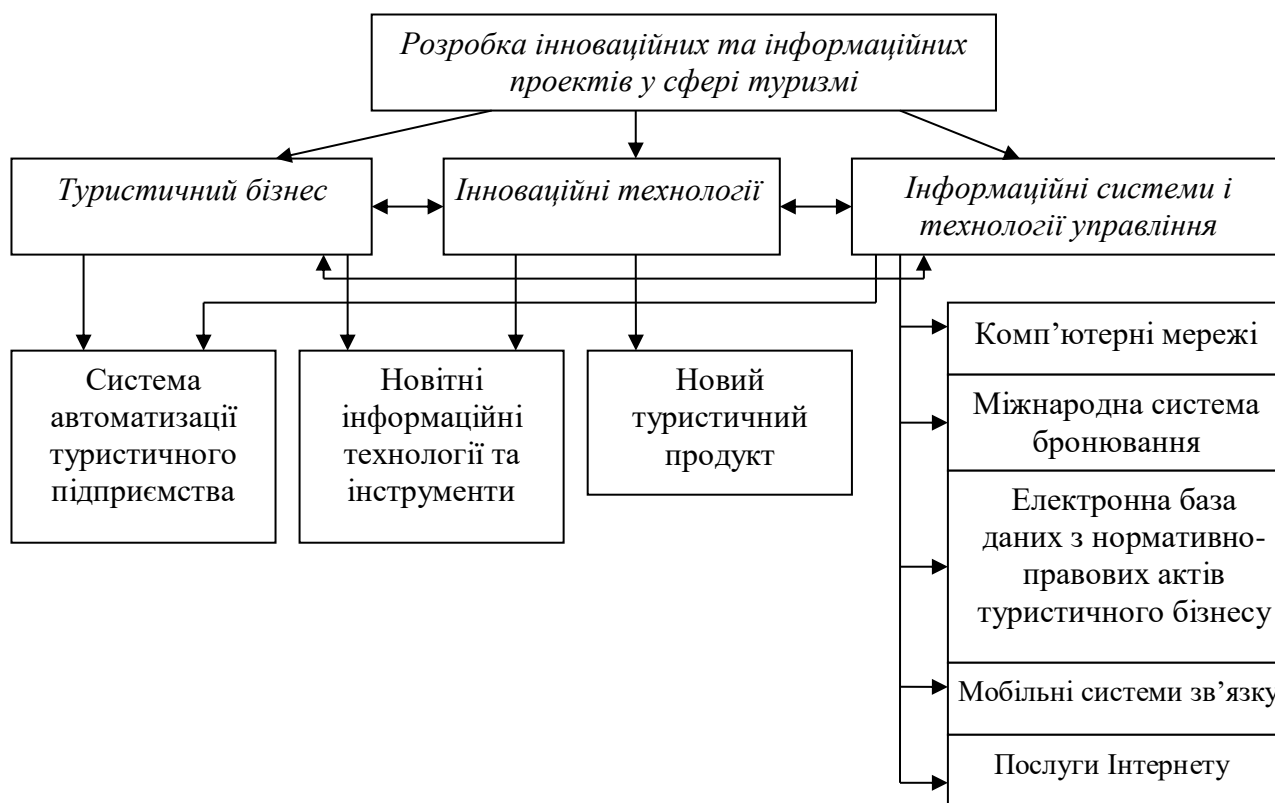 Розробка інноваційних та інформаційних
проектів у сфері туризмі
Туристичний бізнес
Інноваційні технології
Інформаційні системи і
технології управління
Система
автоматизації
туристичного
підприємства
Новітні
інформаційні
технології та
інструменти
Новий
туристичний
продукт
Комп’ютерні мережі
Міжнародна система
бронювання
Електронна база
даних з нормативно-
правових актів
туристичного бізнесу
Мобільні системи зв’язку
Послуги Інтернету